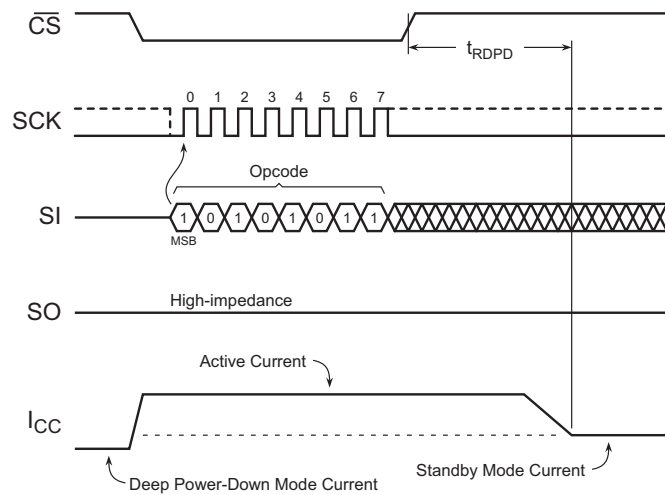 CS
tRDPD
0 1 2 3 4 5 6 7
SCK
Opcode
SI
1 0 1 0 1 0 1 1
MSB
High-impedance
SO
Active Current
ICC
Standby Mode Current
Deep Power-Down Mode Current